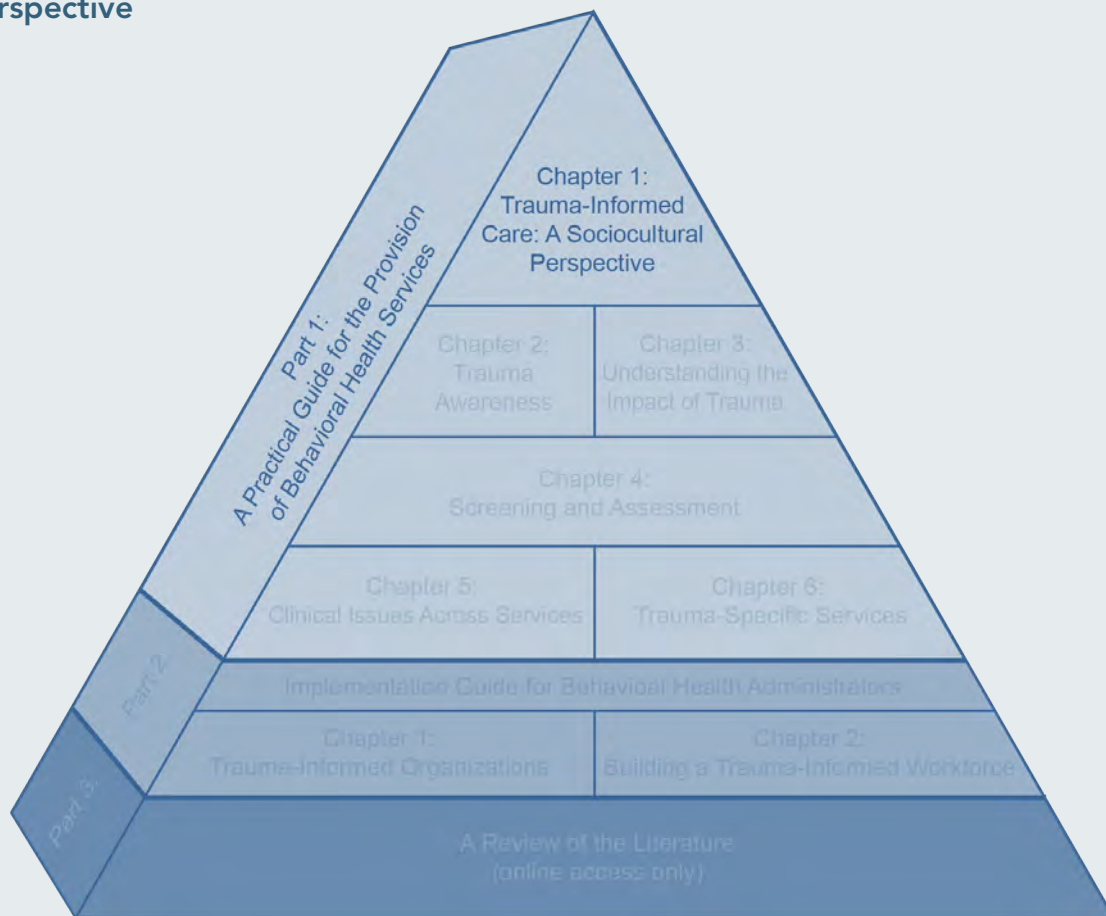 rspective
Part 1:
A Practical Guide for the Provision
of Behavioral Health Services
Chapter 1:
Trauma-Informed
Care: A Sociocultural
Perspective
Chapter 2:
Trauma
Awareness
Chapter 3:
Understanding the
Impact of Trauma
Chapter 4:
Screening and Assessment
Chapter 5:
Clinical Issues Across Services
Chapter 6:
Trauma-Specific Services
Part 2:
Implementation Guide for Behavioral Health Administrators
Chapter 1:
Trauma-Informed Organizations
Chapter 2:
Building a Trauma-Informed Workforce
Part 3:
A Review of the Literature
(online access only)